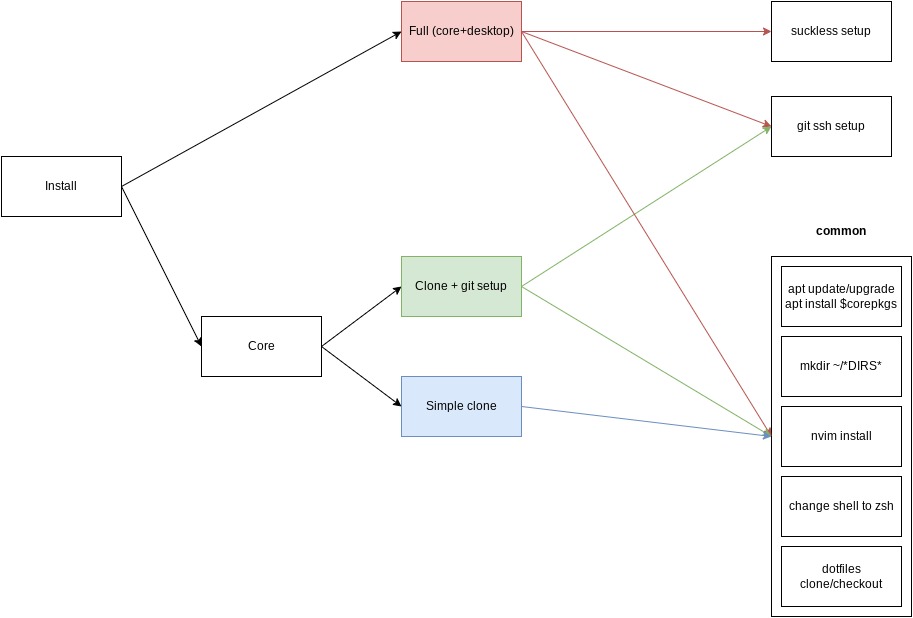 Full (core+desktop)
suckless setup
git ssh setup
Install
common
Clone + git setup
apt update/upgrade
apt install $corepkgs
Core
mkdir ~/*DIRS*
Simple clone
nvim install
change shell to zsh
dotfiles
clone/checkout